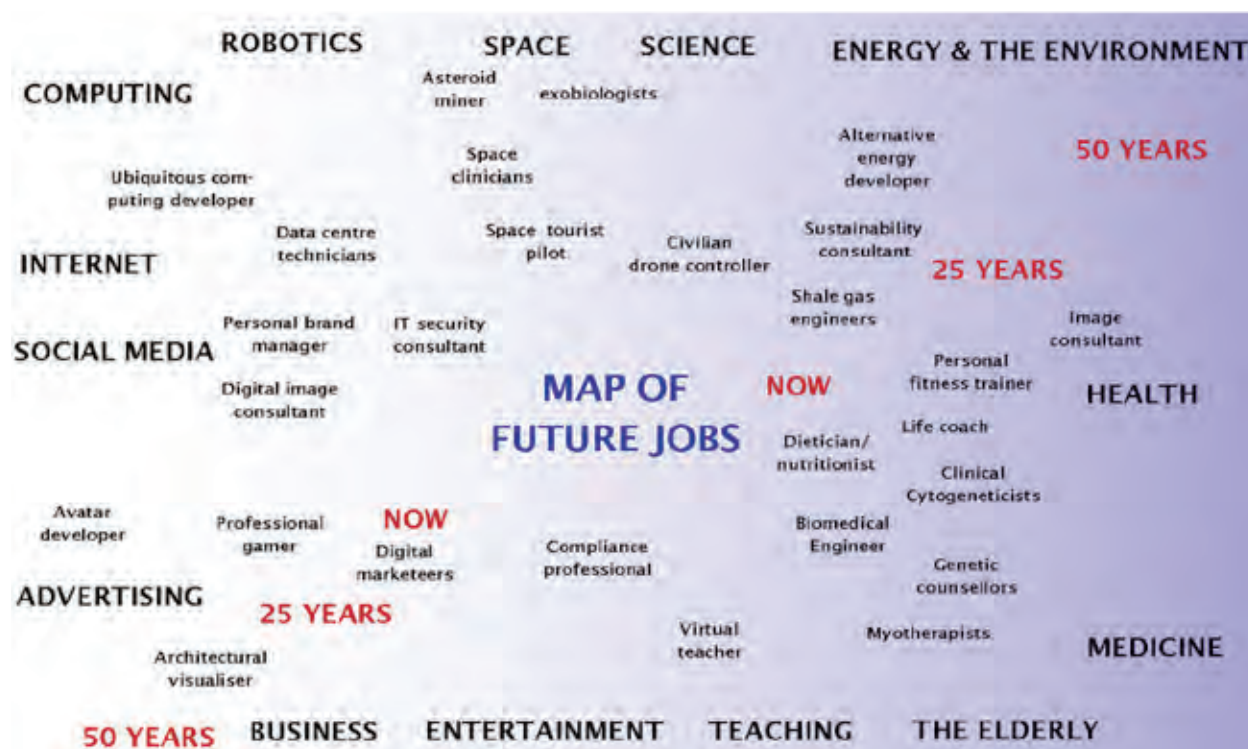 ROBOTICS
SPACE
SCIENCE
ENERGY & THE ENVIRONMENT
COMPUTING
Asteroid
miner
exobiologists
Alternative
energy
developer
50 YEARS
Space
clinicians
Ubiquitous com-
puting developer
Data centre
technicians
Space tourist
pilot
Civilian
drone controller
Sustainability
consultant
INTERNET
25 YEARS
Shale gas
engineers
Personal brand
manager
IT security
consultant
Image
consultant
SOCIAL MEDIA
Digital image
consultant
MAP OF
FUTURE JOBS
NOW
Personal
fitness trainer
HEALTH
Life coach
Dietician/
nutritionist
Clinical
Cytogeneticists
Avatar
developer
Professional
gamer
NOW
Digital
marketeers
Compliance
professional
Biomedical
Engineer
Genetic
counsellors
ADVERTISING
25 YEARS
Virtual
teacher
Myotherapists
MEDICINE
Architectural
visualiser
50 YEARS
BUSINESS
ENTERTAINMENT
TEACHING
THE ELDERLY